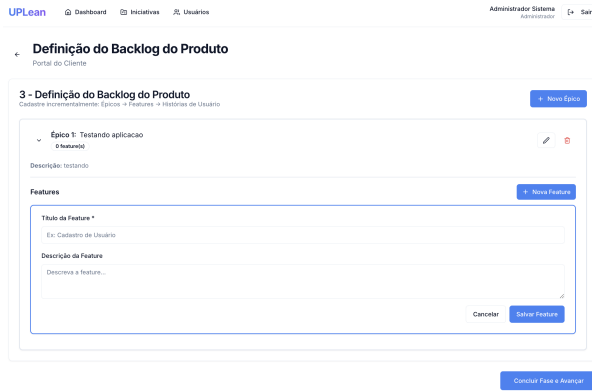 UPLean
Dashboard
Iniciativas
Usuários
Administrador Sistema
Administrador
Sair
Definição do Backlog do Produto
Portal do Cliente
3 - Definição do Backlog do Produto
Cadastre incrementalmente: Épicos → Features → Histórias de Usuário
+ Novo Épico
Épico 1: Testando aplicacao
0 feature(s)
Descrição: testando
Features
+ Nova Feature
Título da Feature *
Ex: Cadastro de Usuário
Descrição da Feature
Descreva a feature...
Cancelar
Salvar Feature
Concluir Fase e Avançar